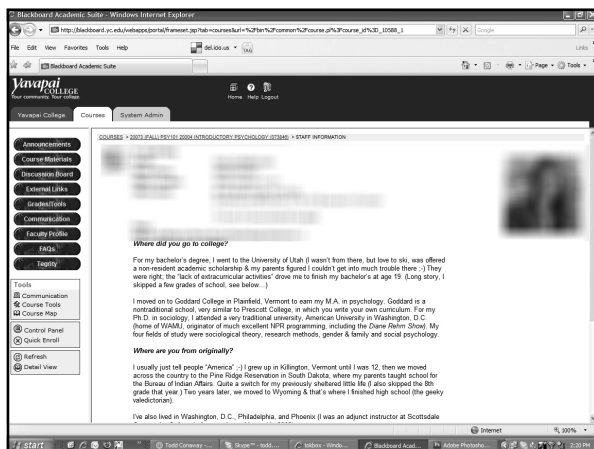 Blackboard Academic Suite - Windows Internet Explorer
http://blackboard.yc.edu/webapps/portal/frameset.jsp?tab=courses&url=%2fbin%2fcommon%2fcourse.pl%3fcourse_id%3D_10588_1
Google
File Edit View Favorites Tools Help
del.icio.us
TAG
Links
Blackboard Academic Suite
Page Tools
Yavapai
COLLEGE
Your community. Your college.
Home Help Logout
Yavapai College Courses System Admin
COURSES > 20073 (FALL) PSY101 20004 INTRODUCTORY PSYCHOLOGY (073845) > STAFF INFORMATION
Announcements
Course Materials
Discussion Board
External Links
Grades/Tools
Communication
Faculty Profile
FAQs
Tegrity
Tools
Communication
Course Tools
Course Map
Control Panel
Quick Enroll
Refresh
Detail View
Where did you go to college?
For my bachelor's degree, I went to the University of Utah (I wasn't from there, but love to ski, was offered
a non-resident academic scholarship & my parents figured I couldn't get into much trouble there ;-) They
were right; the "lack of extracurricular activities" drove me to finish my bachelor's at age 19. (Long story, I
skipped a few grades of school, see below...)
I moved on to Goddard College in Plainfield, Vermont to earn my M.A. in psychology. Goddard is a
nontraditional school, very similar to Prescott College, in which you write your own curriculum. For my
Ph.D. in sociology, I attended a very traditional university, American University in Washington, D.C.
(home of WAMU, originator of much excellent NPR programming, including the Diane Rehm Show). My
four fields of study were sociological theory, research methods, gender & family and social psychology.
Where are you from originally?
I usually just tell people "America" ;-) I grew up in Killington, Vermont until I was 12, then we moved
across the country to the Pine Ridge Reservation in South Dakota, where my parents taught school for
the Bureau of Indian Affairs. Quite a switch for my previously sheltered little life (I also skipped the 8th
grade that year.) Two years later, we moved to Wyoming & that's where I finished high school (the geeky
valedictorian).
I've also lived in Washington, D.C., Philadelphia, and Phoenix (I was an adjunct instructor at Scottsdale
Internet 100%
start Todd Conaway -... Skype™ - todd.... tokbox - Windo... Blackboard Acad... Adobe Photosho... 2:20 PM